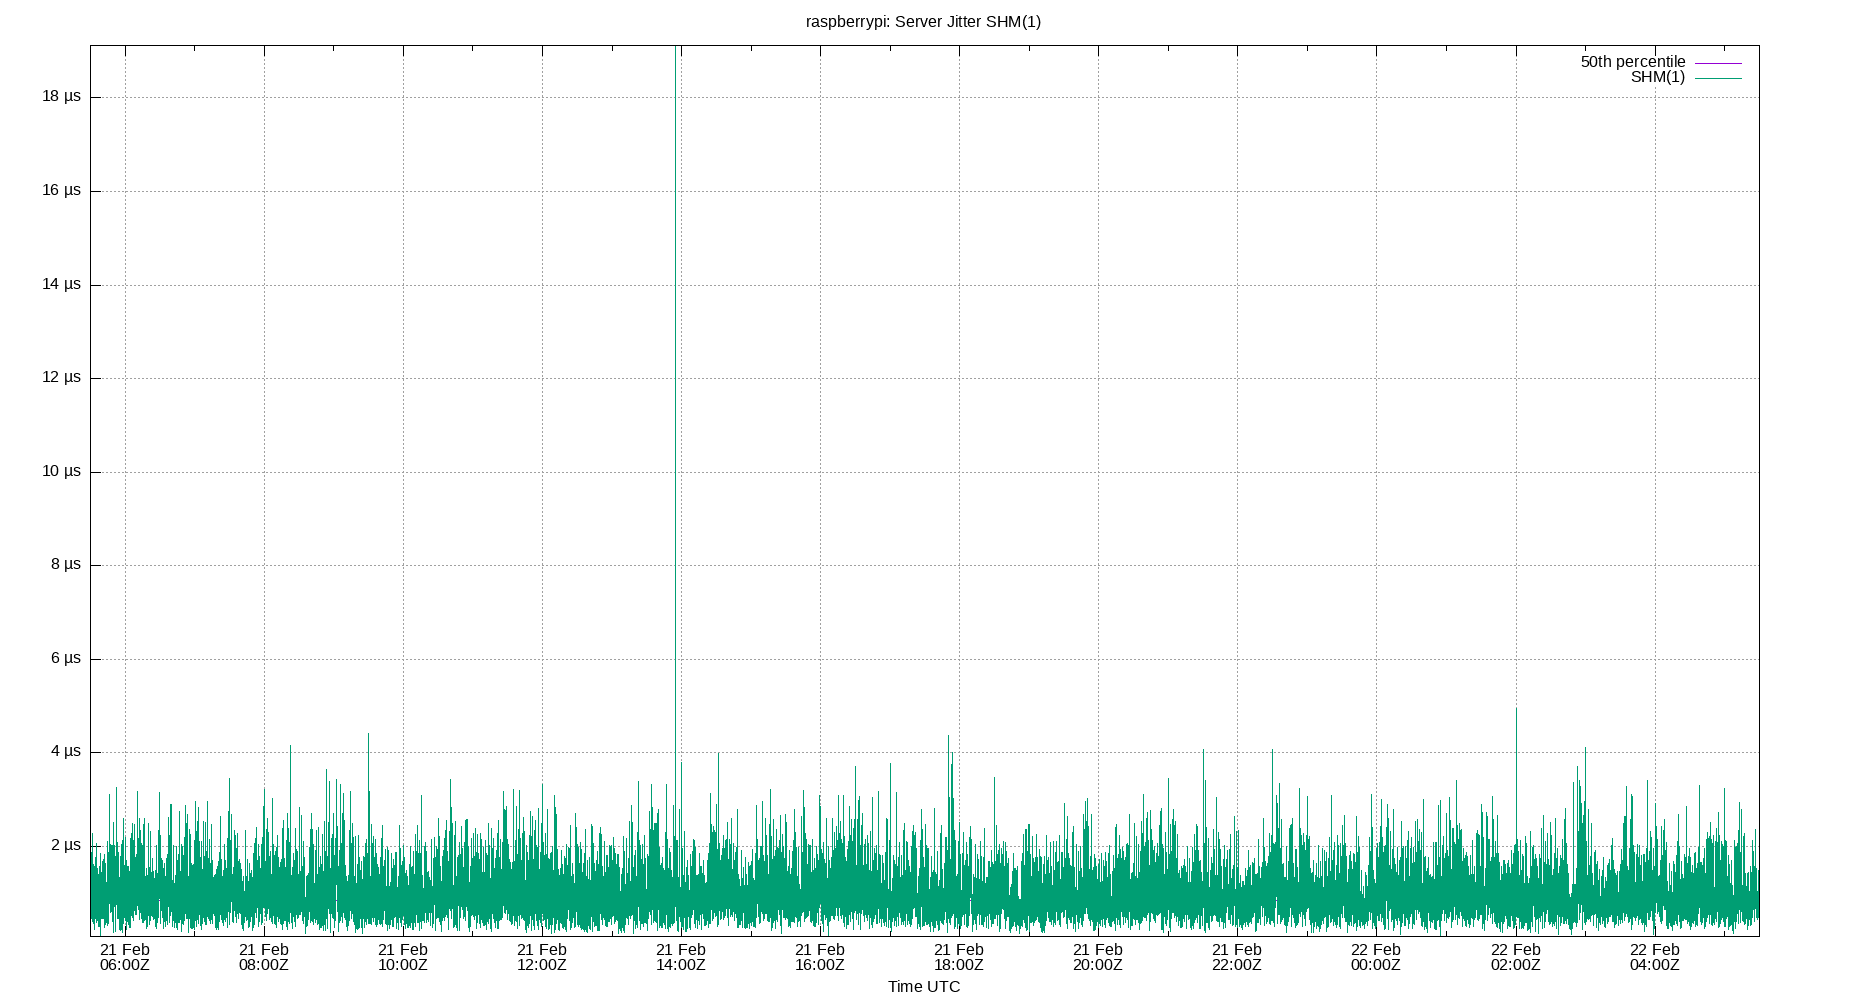 raspberrypi: Server Jitter SHM(1)
50th percentile
SHM(1)
18 µs
16 µs
14 µs
12 µs
10 µs
8 µs
6 µs
4 µs
2 µs
21 Feb 21 Feb 21 Feb 21 Feb 21 Feb 21 Feb 21 Feb 21 Feb 21 Feb 22 Feb 22 Feb 22 Feb
06:00Z 08:00Z 10:00Z 12:00Z 14:00Z 16:00Z 18:00Z 20:00Z 22:00Z 00:00Z 02:00Z 04:00Z
Time UTC